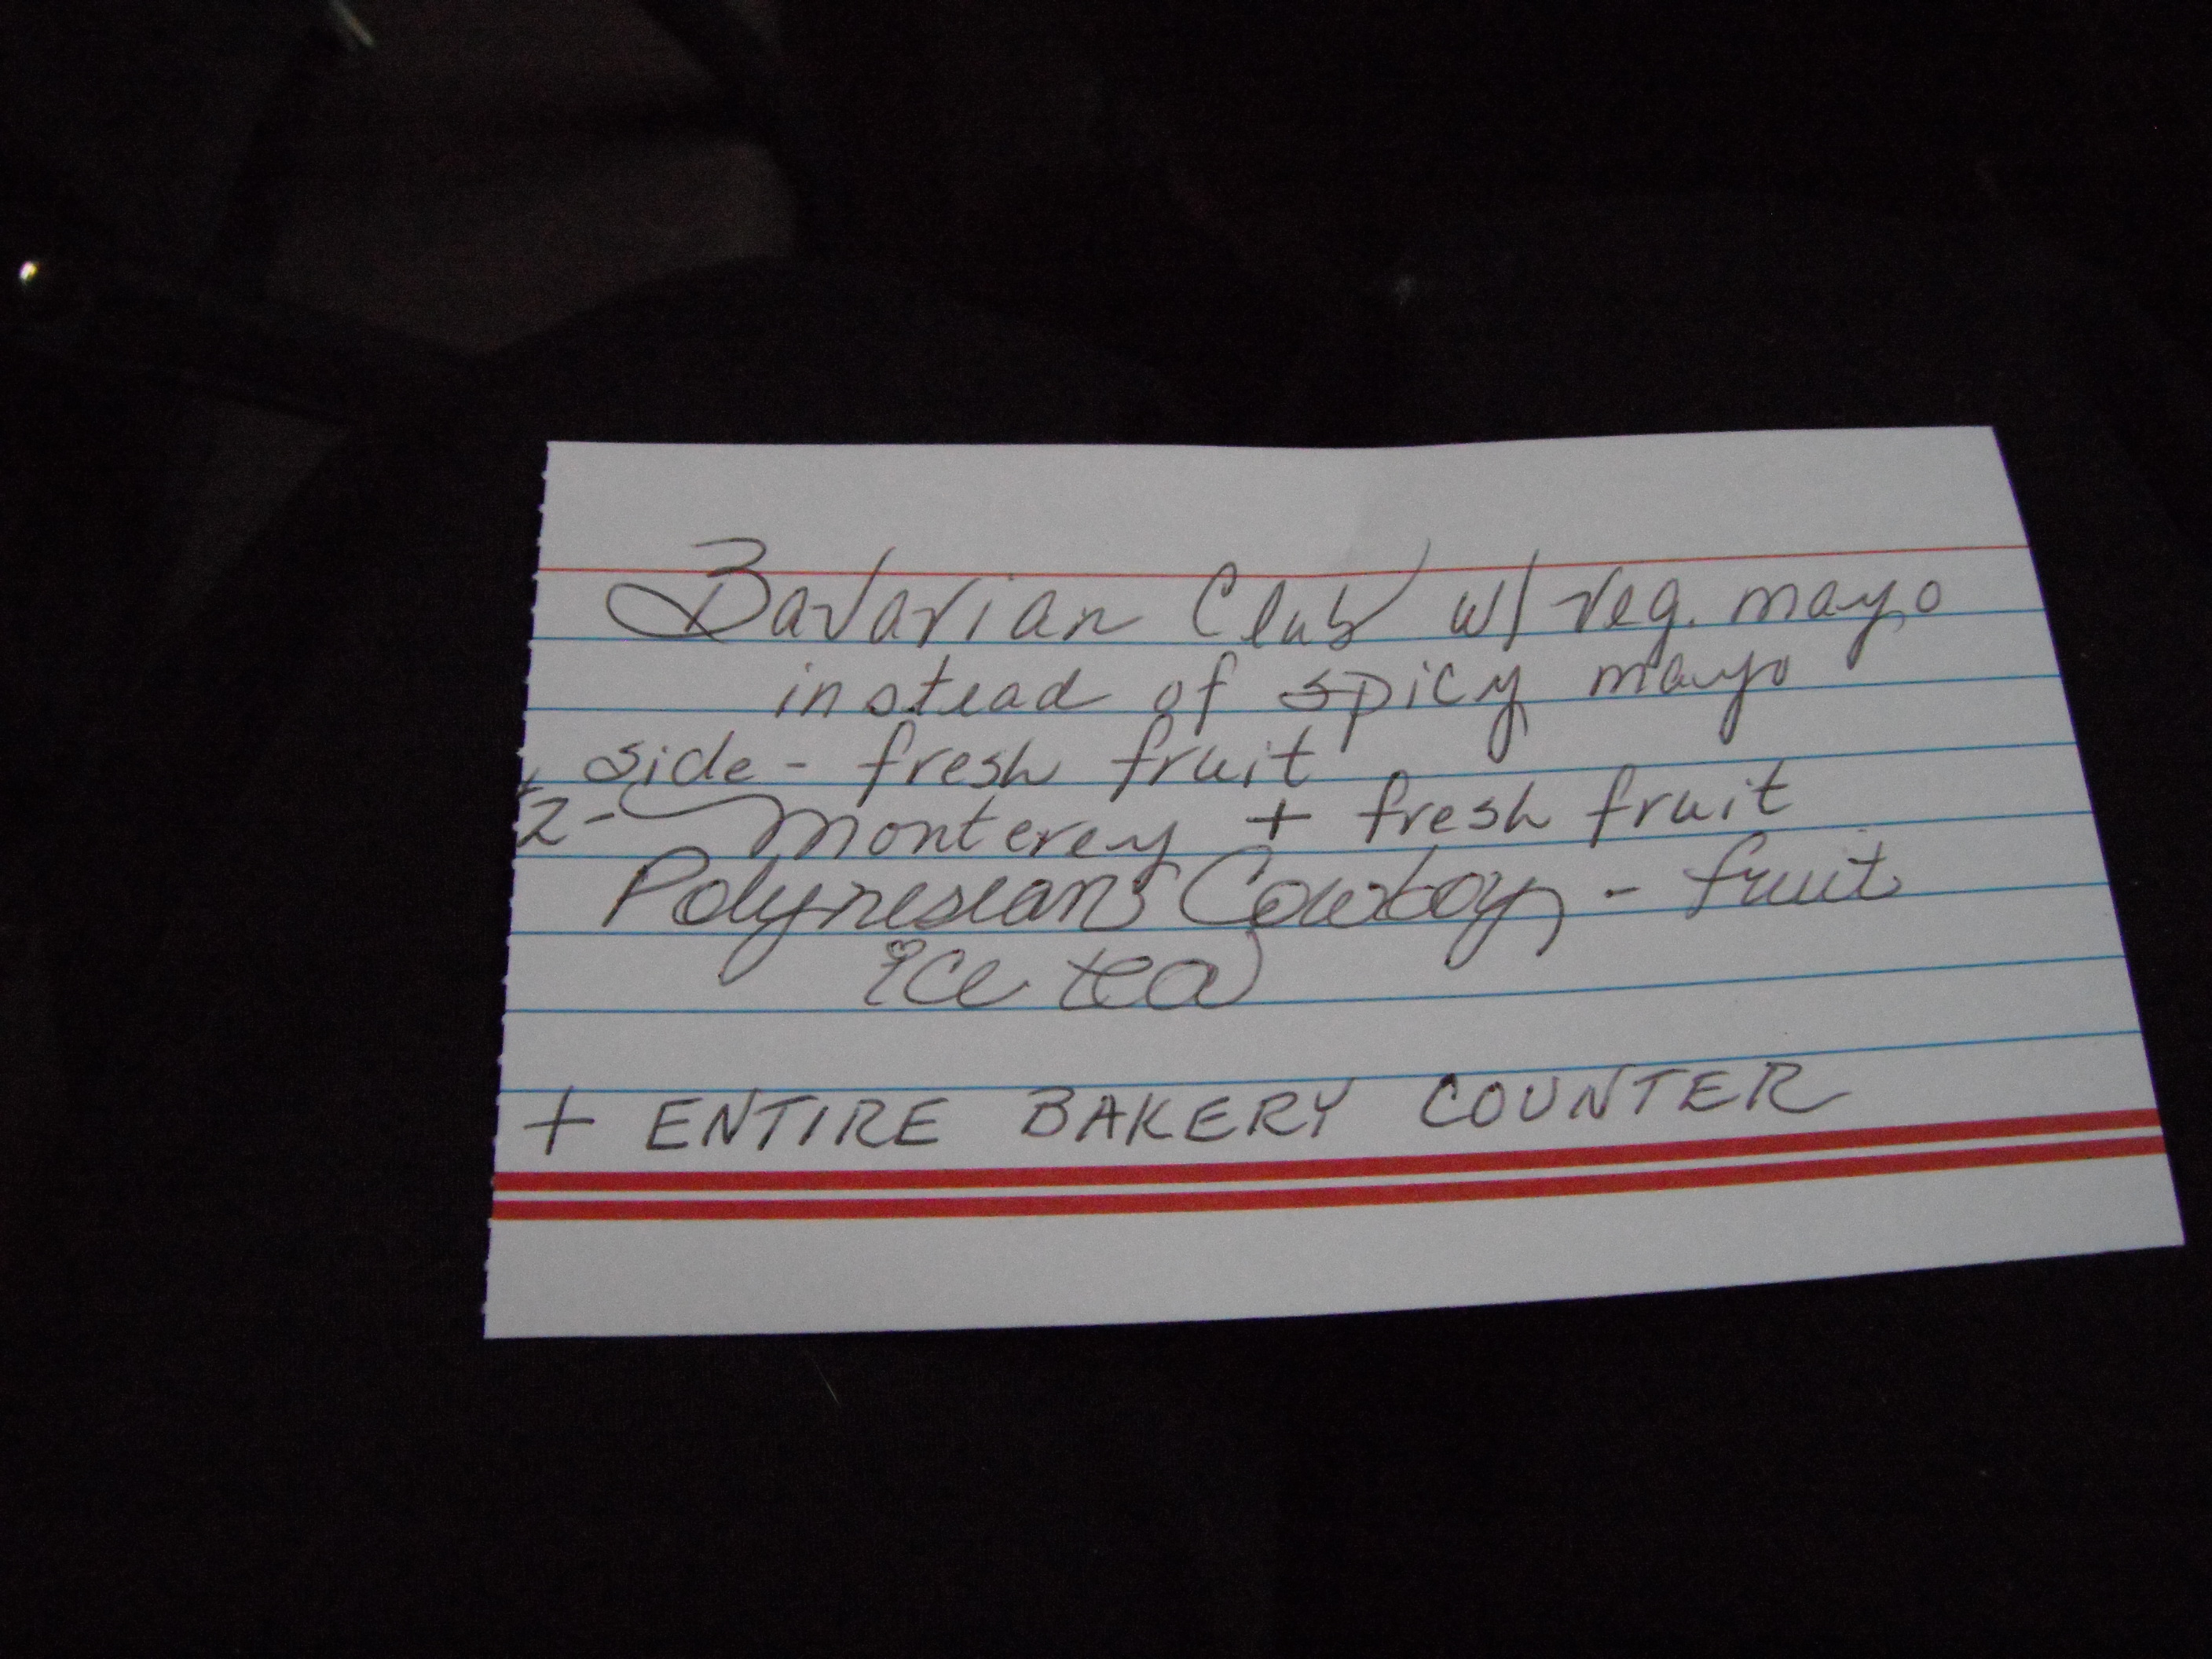 Bavarian Club w/ reg. mayo
instead of spicy mayo
side - fresh fruit
2- Monterey + fresh fruit
Polynesian Cowboy - fruit
ice tea
+ ENTIRE BAKERY COUNTER